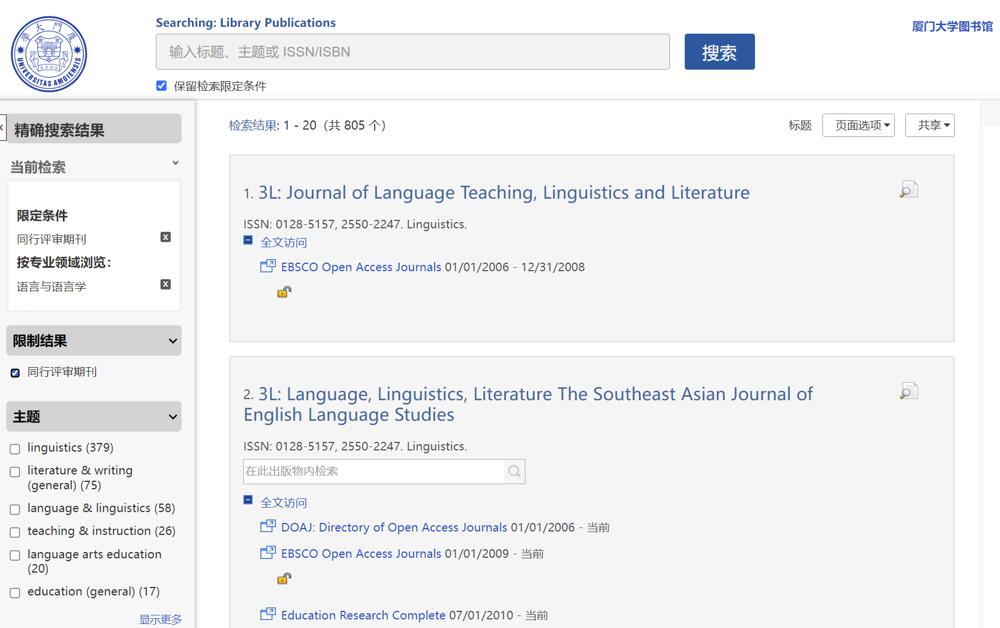 廈門大學
UNIVERSITAS AMOIENSIS
Searching: Library Publications
厦门大学图书馆
输入标题、主题或 ISSN/ISBN
搜索
保留检索限定条件
精确搜索结果
当前检索
限定条件
同行评审期刊
按专业领域浏览：
语言与语言学
限制结果
同行评审期刊
主题
linguistics (379)
literature & writing
(general) (75)
language & linguistics (58)
teaching & instruction (26)
language arts education
(20)
education (general) (17)
显示更多
检索结果: 1 - 20（共 805 个）
标题
页面选项
共享
1. 3L: Journal of Language Teaching, Linguistics and Literature
ISSN: 0128-5157, 2550-2247. Linguistics.
全文访问
EBSCO Open Access Journals 01/01/2006 - 12/31/2008
2. 3L: Language, Linguistics, Literature The Southeast Asian Journal of
English Language Studies
ISSN: 0128-5157, 2550-2247. Linguistics.
在此出版物内检索
全文访问
DOAJ: Directory of Open Access Journals 01/01/2006 - 当前
EBSCO Open Access Journals 01/01/2009 - 当前
Education Research Complete 07/01/2010 - 当前